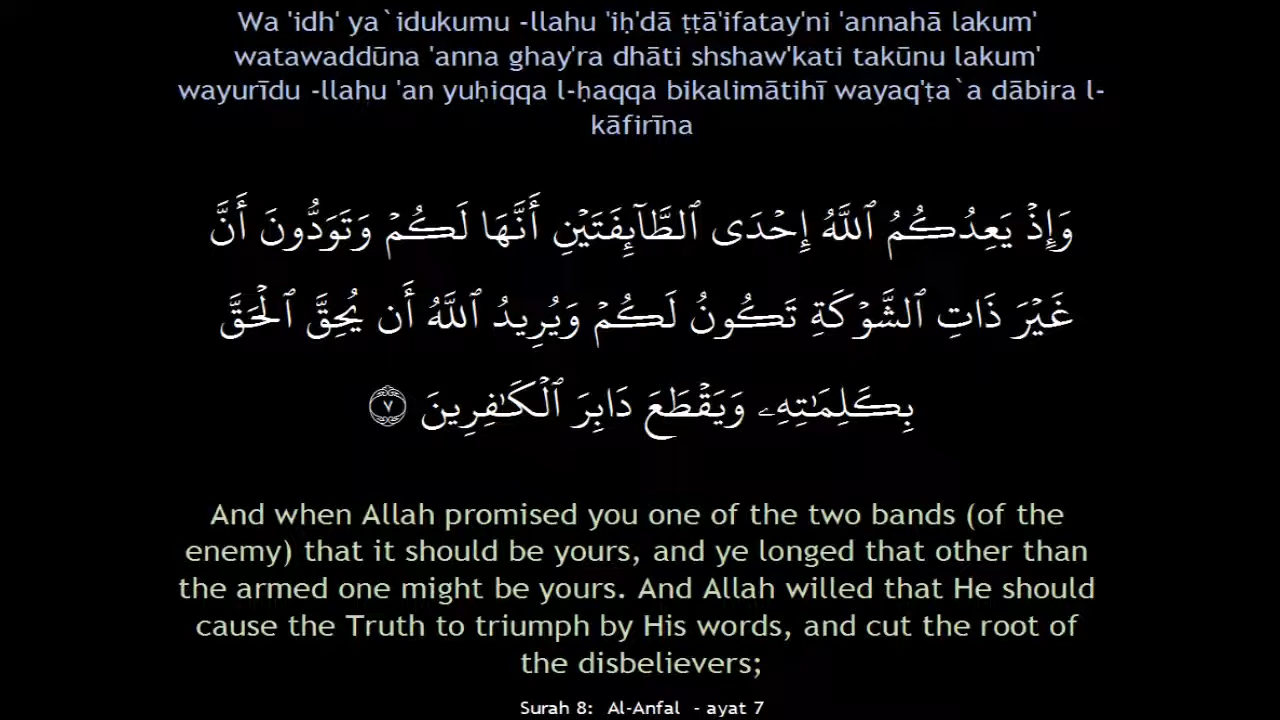 Wa 'idh' ya`idukumu -llahu 'iḥ'dā ṭṭā'ifatay'ni 'annahā lakum'
watawaddūna 'anna ghay'ra dhāti shshaw'kati takūnu lakum'
wayurīdu -llahu 'an yuḥiqqa l-ḥaqqa bikalimātihī wayaq'ṭa`a dābira l-
kāfirīna
وَإِذْ يَعِدُكُمُ ٱللَّهُ إِحْدَى ٱلطَّآئِفَتَيْنِ أَنَّهَا لَكُمْ وَتَوَدُّونَ أَنَّ
غَيْرَ ذَاتِ ٱلشَّوْكَةِ تَكُونُ لَكُمْ وَيُرِيدُ ٱللَّهُ أَن يُحِقَّ ٱلْحَقَّ
بِكَلِمَـٰتِهِۦ وَيَقْطَعَ دَابِرَ ٱلْكَـٰفِرِينَ ٧
And when Allah promised you one of the two bands (of the
enemy) that it should be yours, and ye longed that other than
the armed one might be yours. And Allah willed that He should
cause the Truth to triumph by His words, and cut the root of
the disbelievers;
Surah 8: Al-Anfal - ayat 7